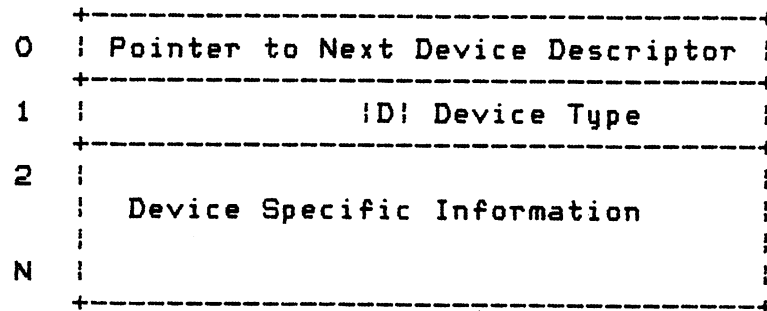 0 Pointer to Next Device Descriptor
1 |D| Device Type
2
Device Specific Information
N